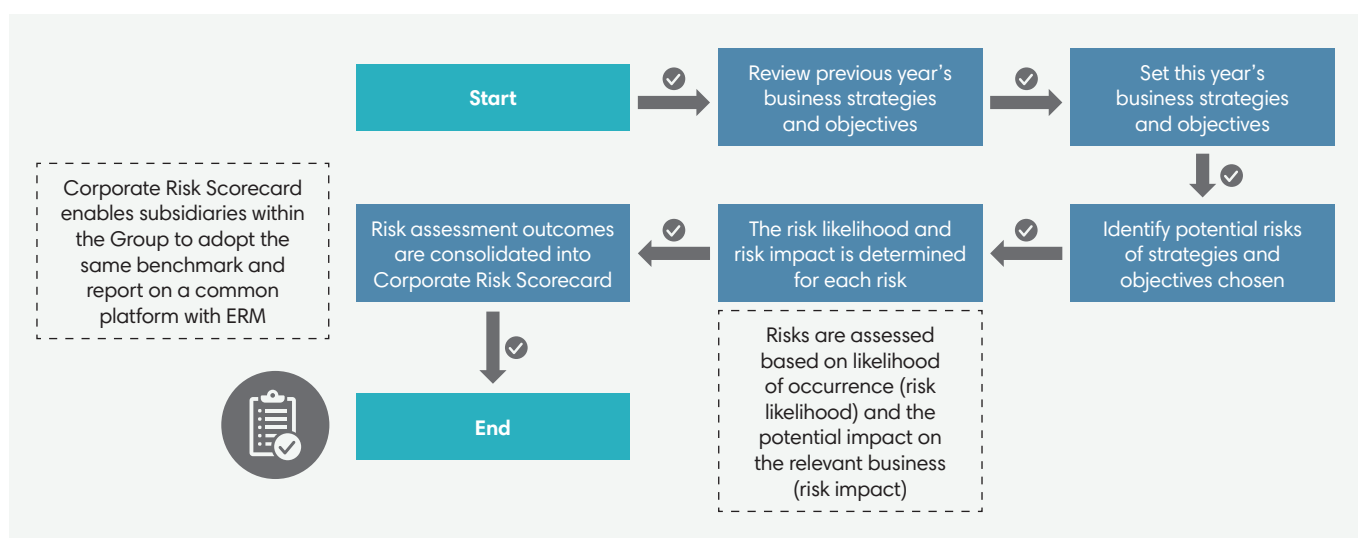 Start
Review previous year’s
business strategies
and objectives
Set this year’s
business strategies
and objectives
Identify potential risks
of strategies and
objectives chosen
The risk likelihood and
risk impact is determined
for each risk
Risks are assessed
based on likelihood
of occurrence (risk
likelihood) and the
potential impact on
the relevant business
(risk impact)
Risk assessment outcomes
are consolidated into
Corporate Risk Scorecard
Corporate Risk Scorecard
enables subsidiaries within
the Group to adopt the
same benchmark and
report on a common
platform with ERM
End